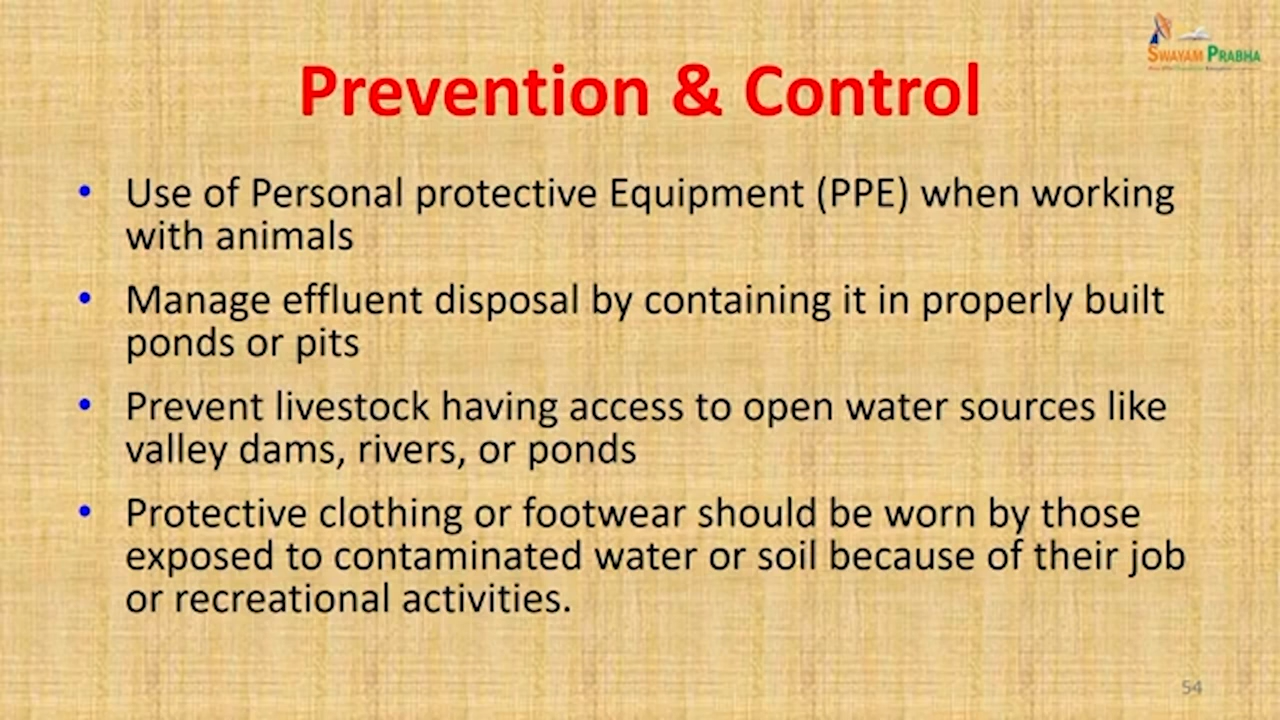 SWAYAM PRABHA
Prevention & Control
• Use of Personal protective Equipment (PPE) when working
with animals
• Manage effluent disposal by containing it in properly built
ponds or pits
• Prevent livestock having access to open water sources like
valley dams, rivers, or ponds
• Protective clothing or footwear should be worn by those
exposed to contaminated water or soil because of their job
or recreational activities.
54